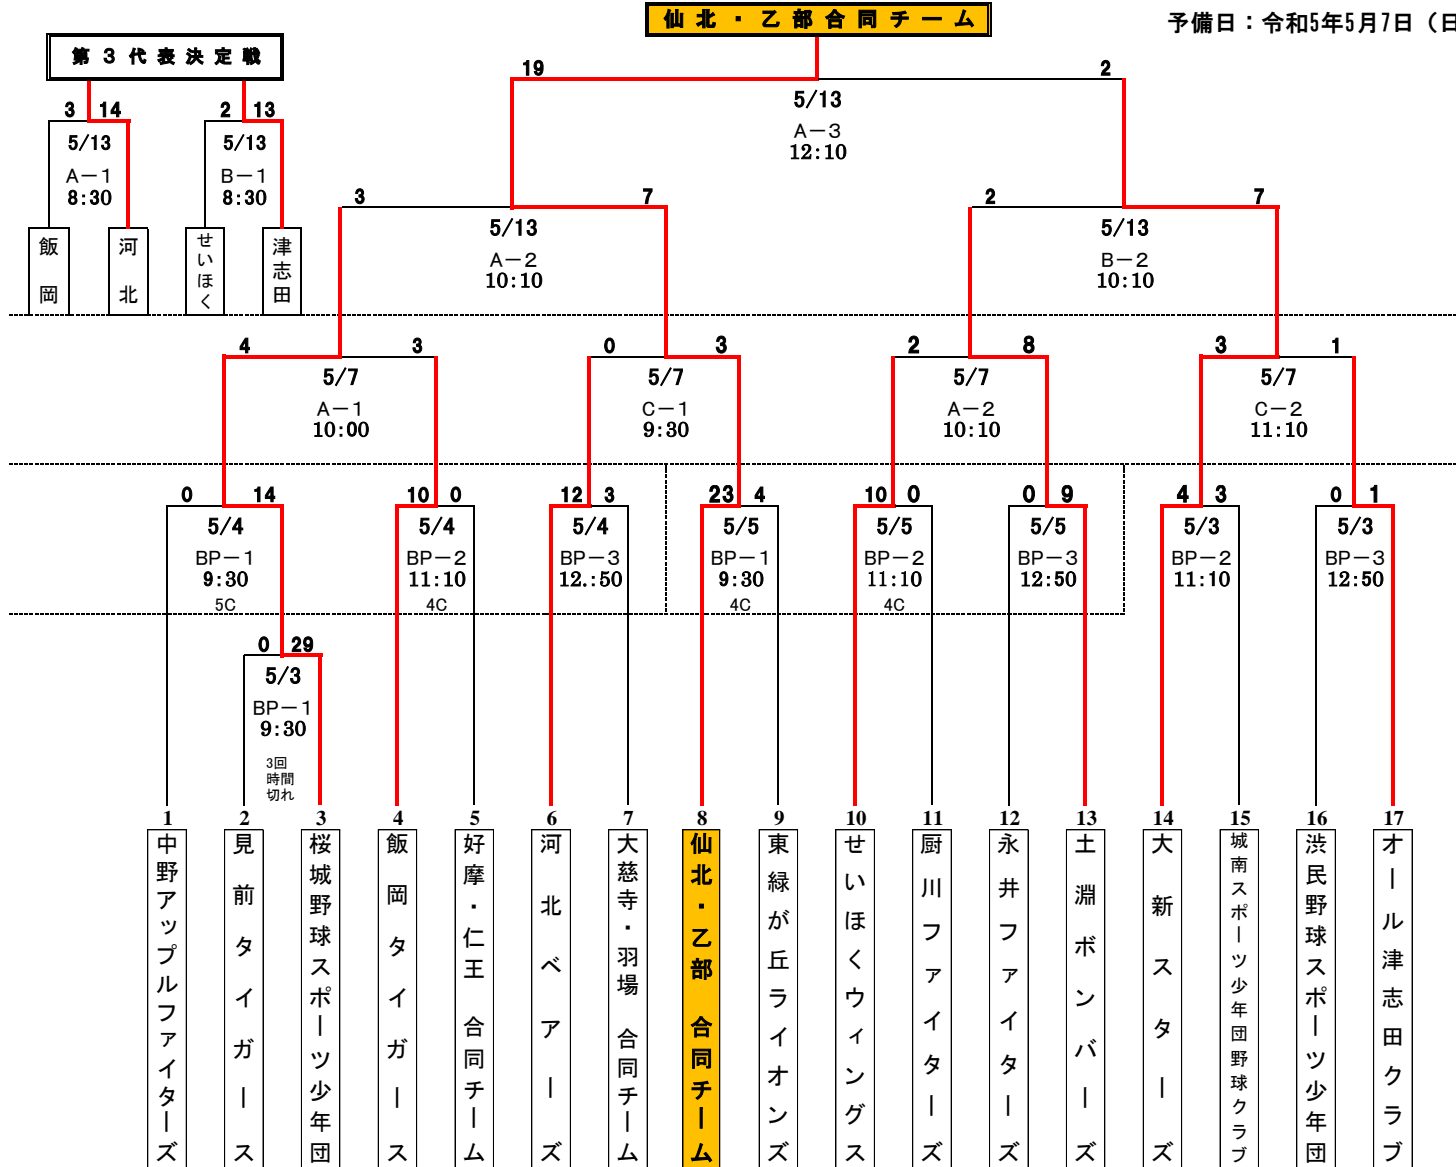 仙北・乙部合同チーム
予備日：令和5年5月7日（日
第３代表決定戦
19 2
5/13
A－3
12:10
3 14 2 13
5/13 5/13
A－1 B－1
8:30 8:30
飯岡
河北
せいほく
津志田
3 7 2 7
5/13 5/13
A－2 B－2
10:10 10:10
4 3 0 3 2 8 3 1
5/7 5/7 5/7 5/7
A－1 C－1 A－2 C－2
10:00 9:30 10:10 11:10
0 14 10 0 12 3 23 4 10 0 0 9 4 3 0 1
5/4 5/4 5/4 5/5 5/5 5/5 5/3 5/3
BP－1 BP－2 BP－3 BP－1 BP－2 BP－3 BP－2 BP－3
9:30 11:10 12.:50 9:30 11:10 12:50 11:10 12:50
5C 4C 4C 4C
0 29
5/3
BP－1
9:30
3回
時間
切れ
1 2 3 4 5 6 7 8 9 10 11 12 13 14 15 16 17
中野アップルファイターズ
見前タイガース
桜城野球スポーツ少年団
飯岡タイガース
好摩・仁王　合同チーム
河北ベアーズ
大慈寺・羽場　合同チーム
仙北・乙部　合同チーム
東緑が丘ライオンズ
せいほくウィングス
厨川ファイターズ
永井ファイターズ
土淵ボンバーズ
大新スターズ
城南スポーツ少年団野球クラブ
渋民野球スポーツ少年団
オール津志田クラブ